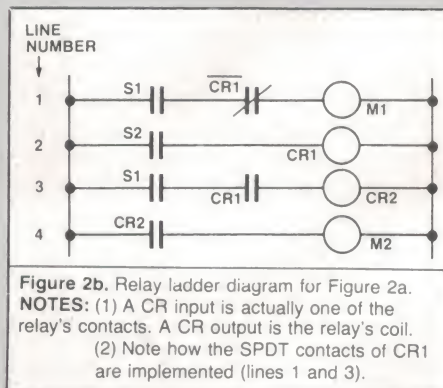 LINE
NUMBER
1 S1 CR1 M1
2 S2 CR1
3 S1 CR1 CR2
4 CR2 M2
Figure 2b. Relay ladder diagram for Figure 2a.
NOTES: (1) A CR input is actually one of the
relay's contacts. A CR output is the relay's coil.
(2) Note how the SPDT contacts of CR1
are implemented (lines 1 and 3).